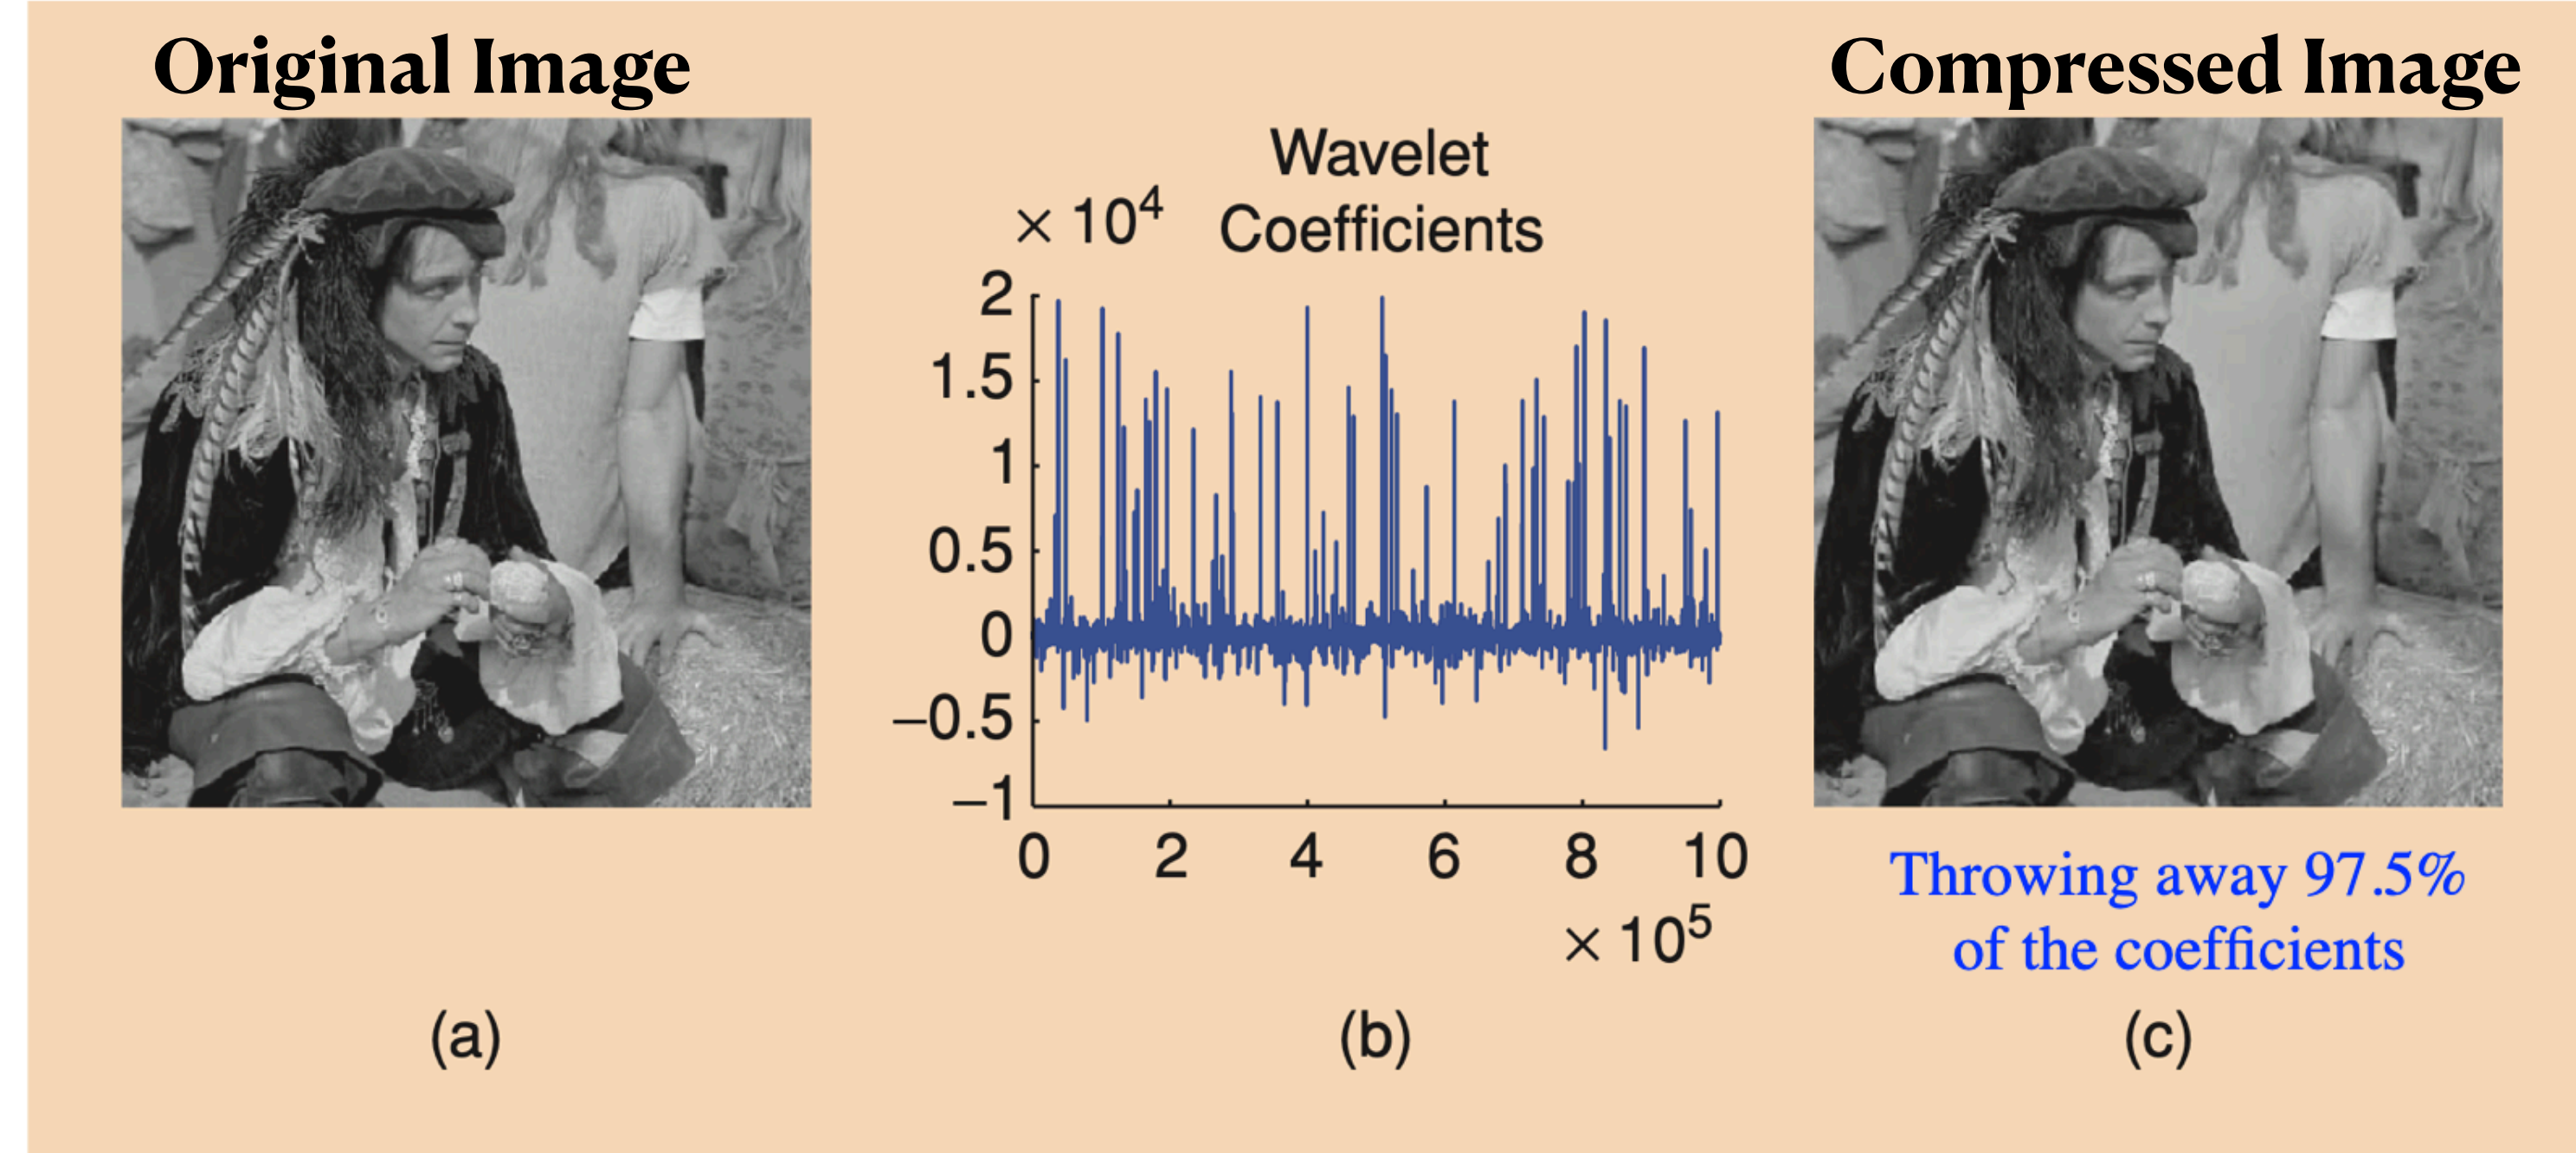 Original Image
Compressed Image
Wavelet
Coefficients
× 10⁴
2
1.5
1
0.5
0
−0.5
−1
0 2 4 6 8 10
× 10⁵
Throwing away 97.5%
of the coefficients
(a)
(b)
(c)